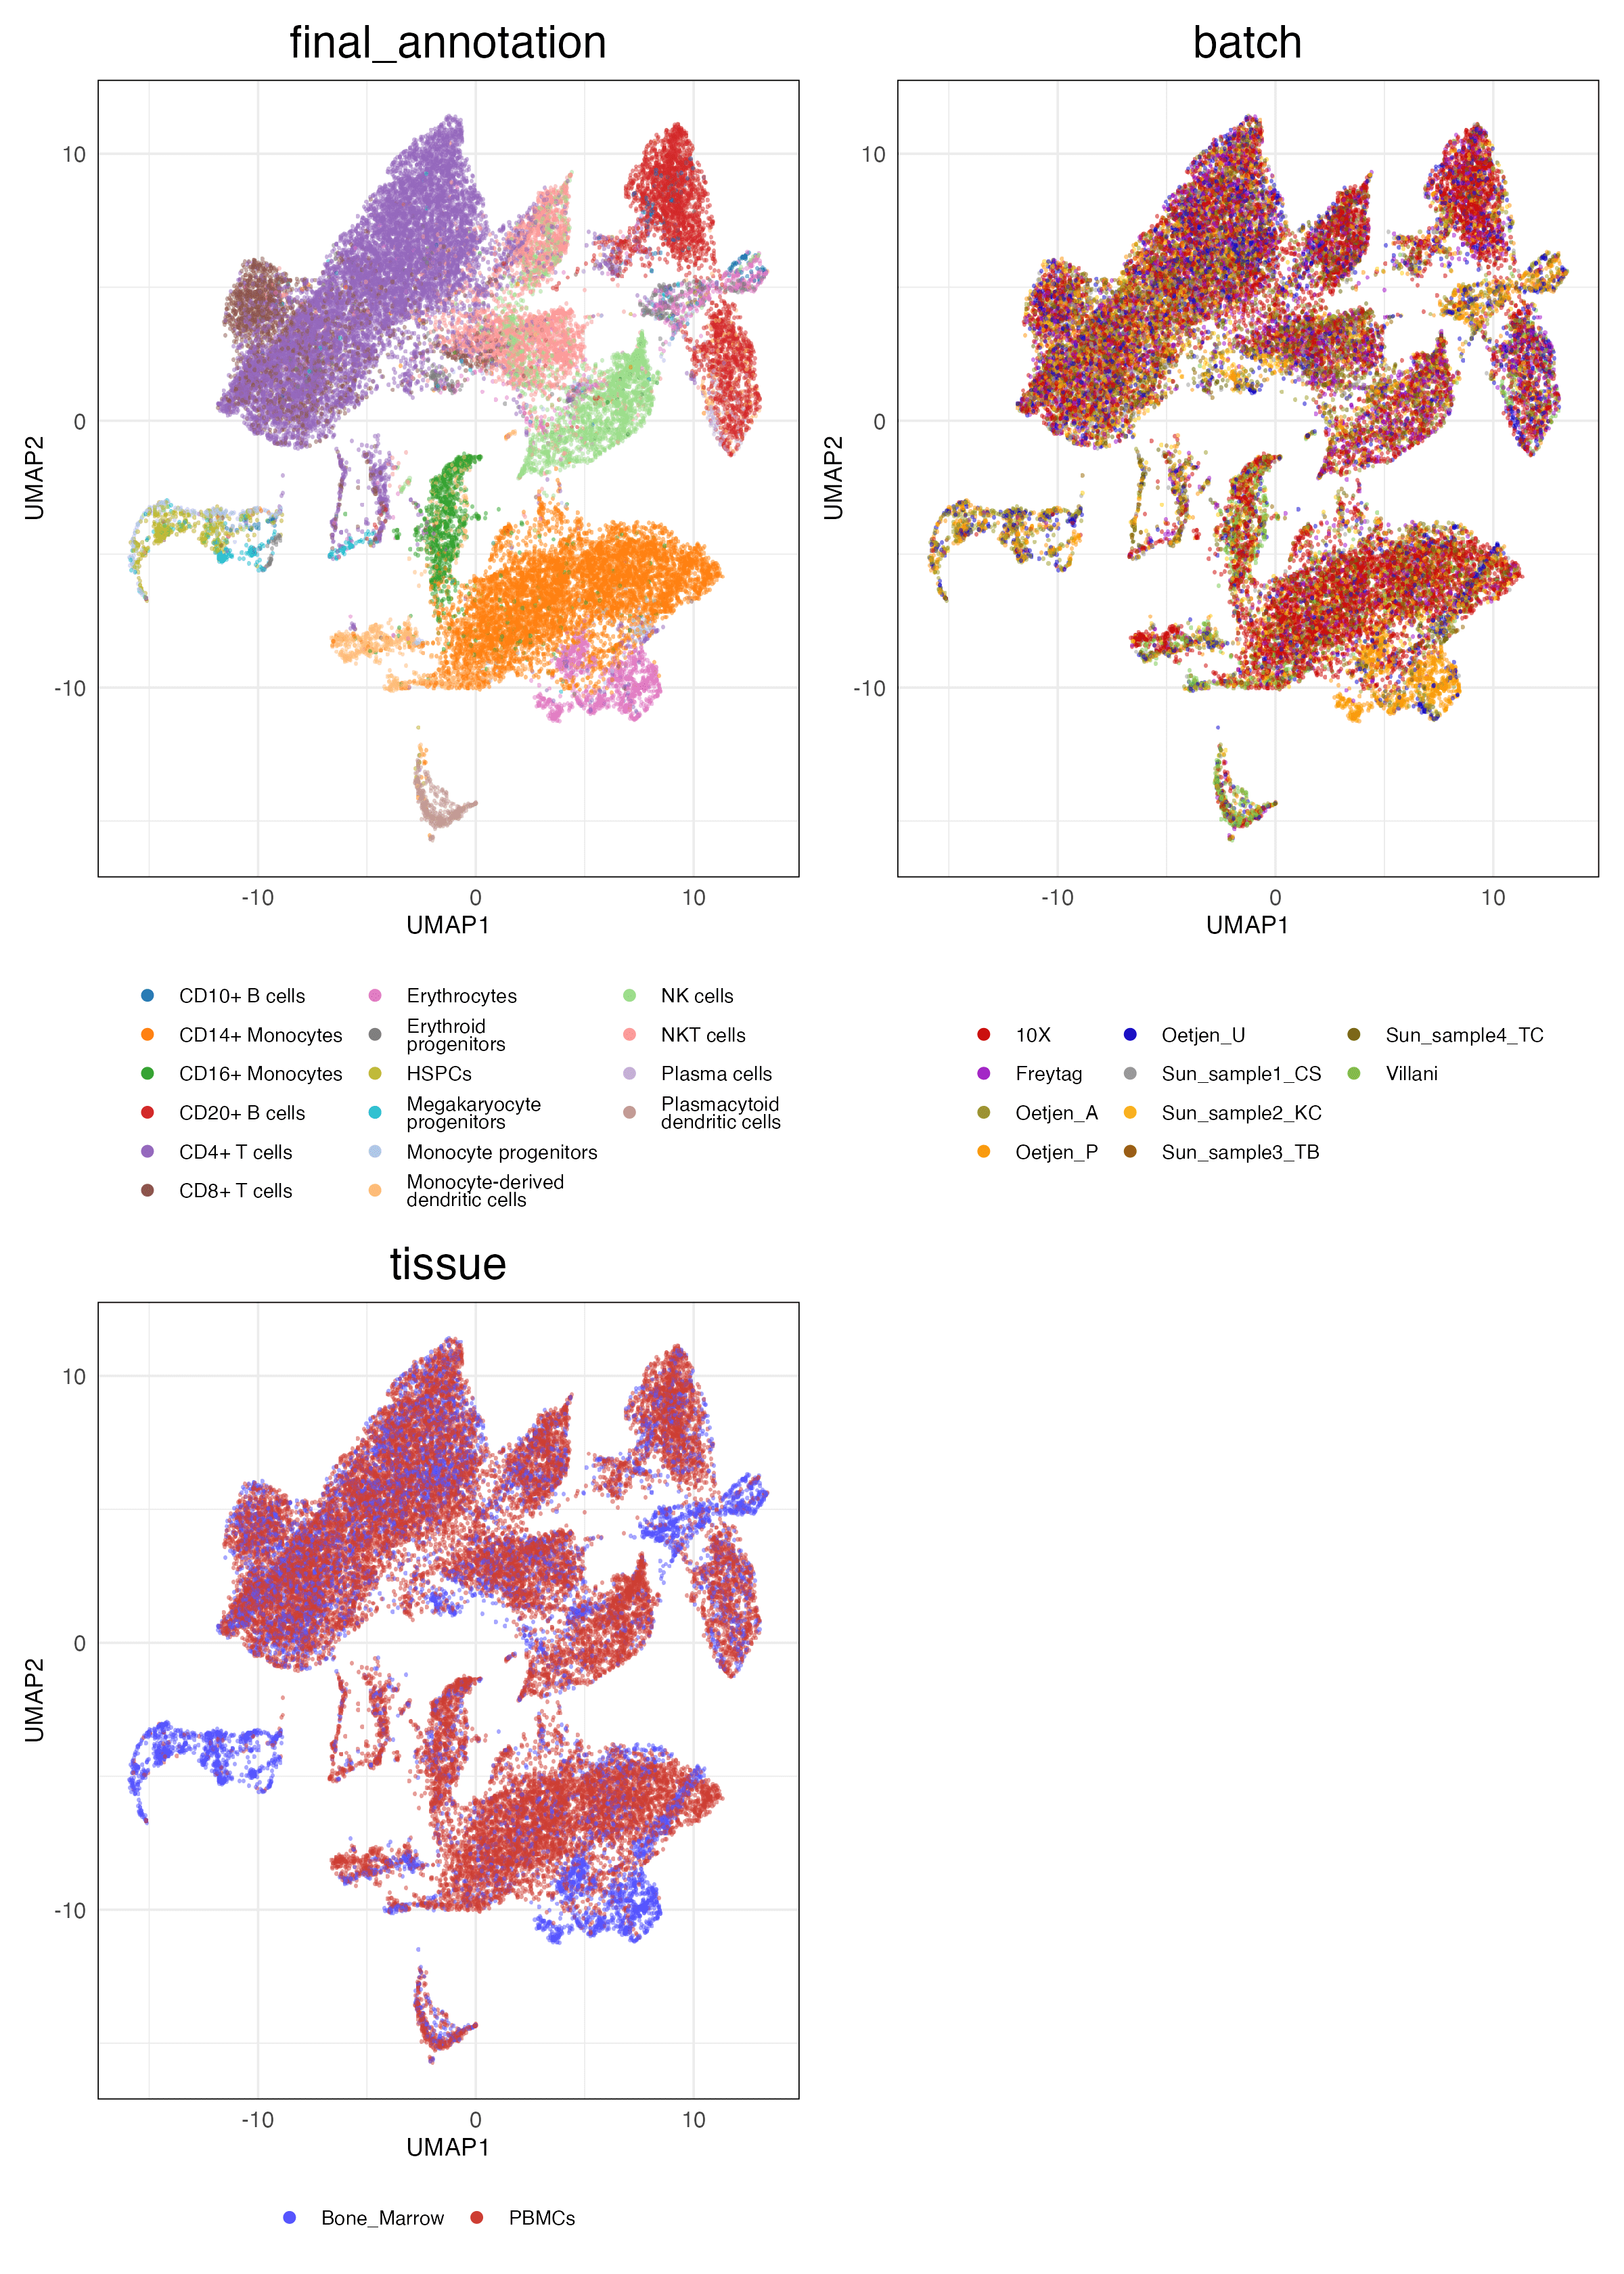 final_annotation
batch
UMAP2
10
0
-10
-10
0
10
UMAP1
UMAP2
10
0
-10
-10
0
10
UMAP1
CD10+ B cells
CD14+ Monocytes
CD16+ Monocytes
CD20+ B cells
CD4+ T cells
CD8+ T cells
Erythrocytes
Erythroid
progenitors
HSPCs
Megakaryocyte
progenitors
Monocyte progenitors
Monocyte-derived
dendritic cells
NK cells
NKT cells
Plasma cells
Plasmacytoid
dendritic cells
10X
Freytag
Oetjen_A
Oetjen_P
Oetjen_U
Sun_sample1_CS
Sun_sample2_KC
Sun_sample3_TB
Sun_sample4_TC
Villani
tissue
UMAP2
10
0
-10
-10
0
10
UMAP1
Bone_Marrow
PBMCs